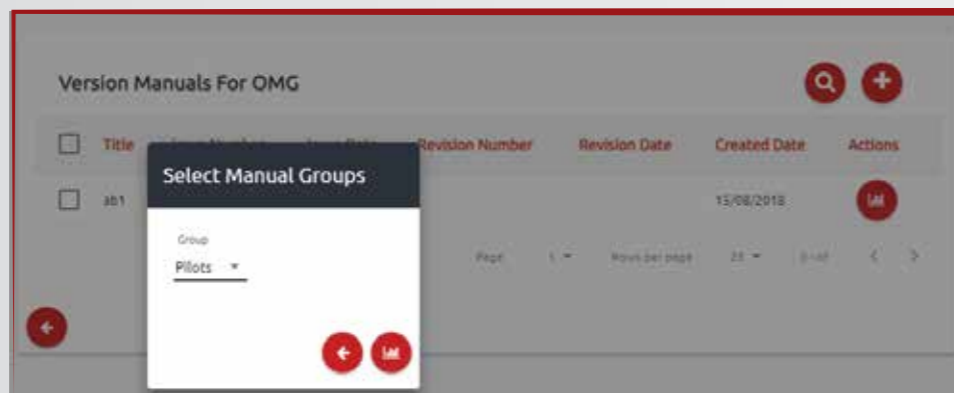 Version Manuals For OMG
Title Revision Number Revision Date Created Date Actions
Select Manual Groups
ab1 15/08/2018
Group
Pilots
Page 1 Rows per page 25